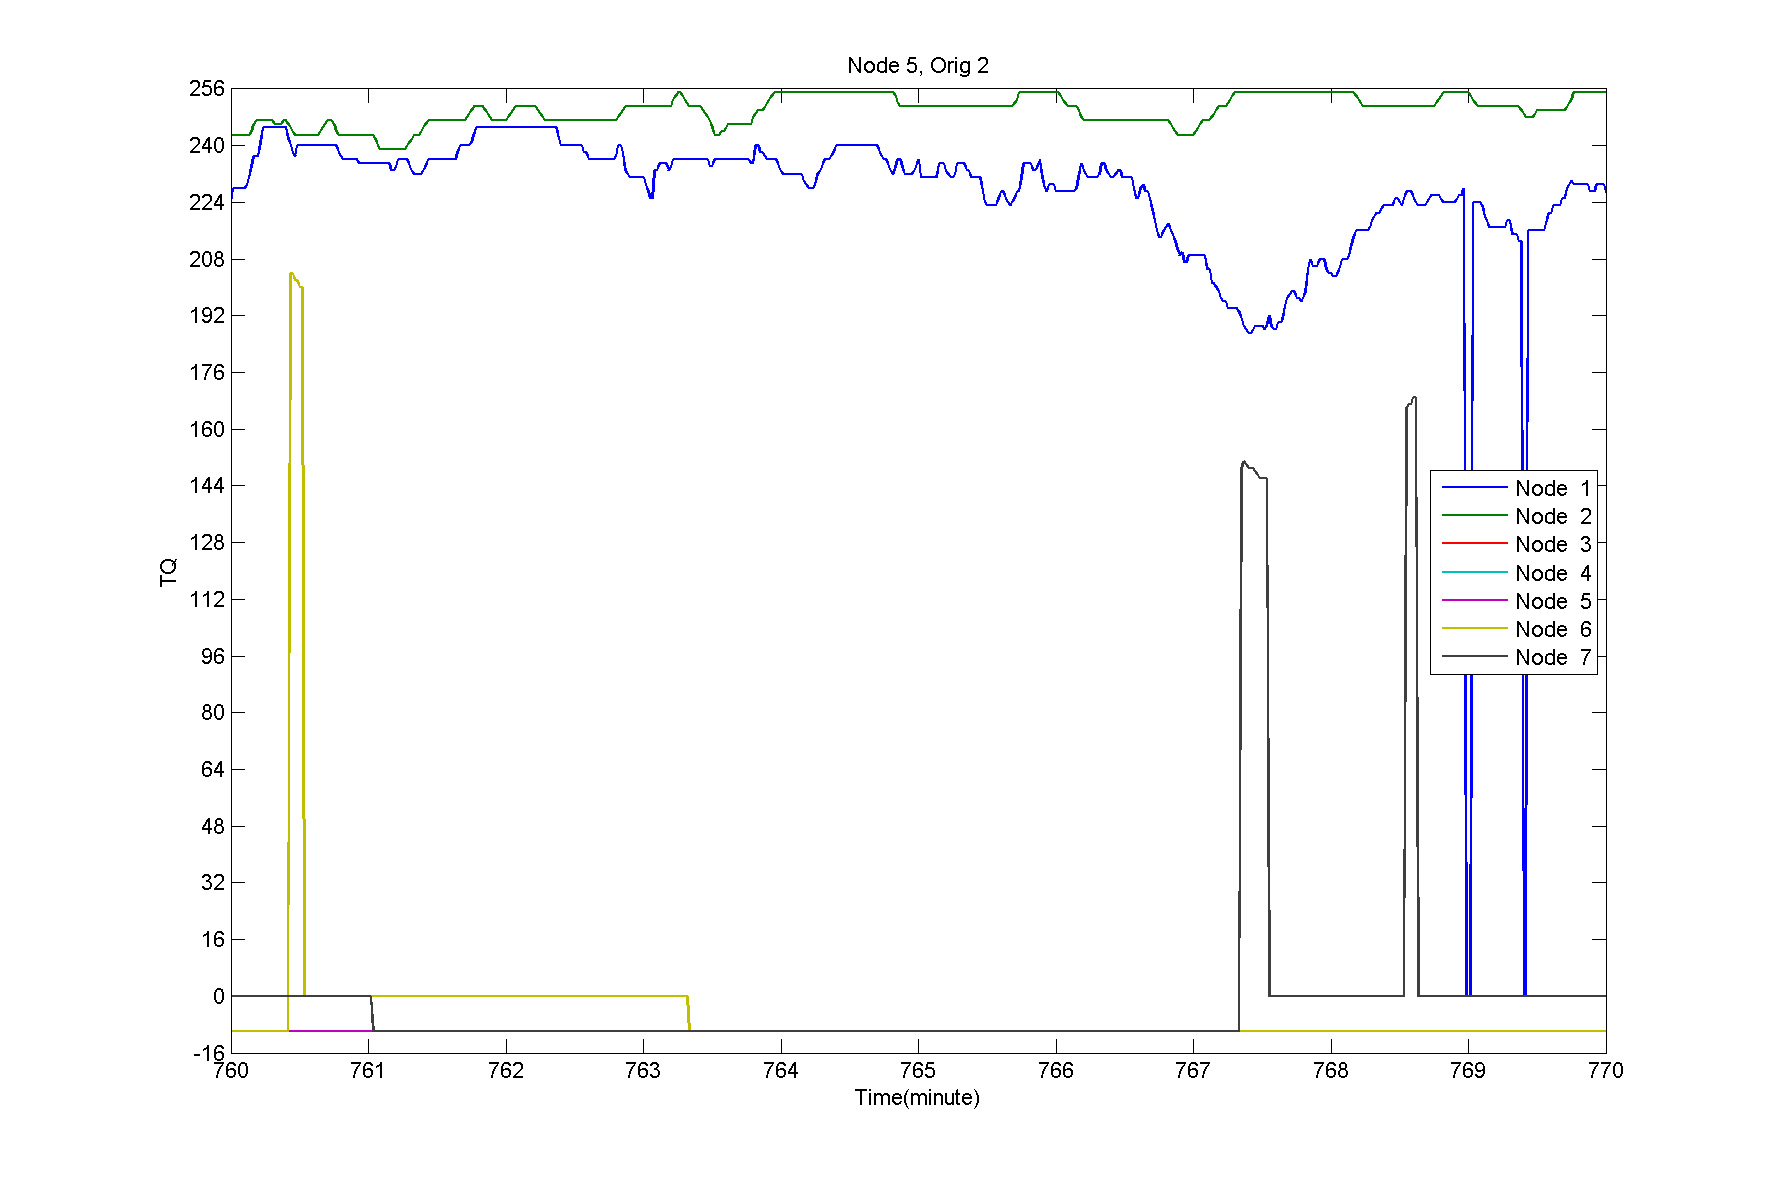 Node 5, Orig 2
256
240
224
208
192
176
160
144
128
112
96
80
64
48
32
16
0
-16
TQ
Node 1
Node 2
Node 3
Node 4
Node 5
Node 6
Node 7
760 761 762 763 764 765 766 767 768 769 770
Time(minute)